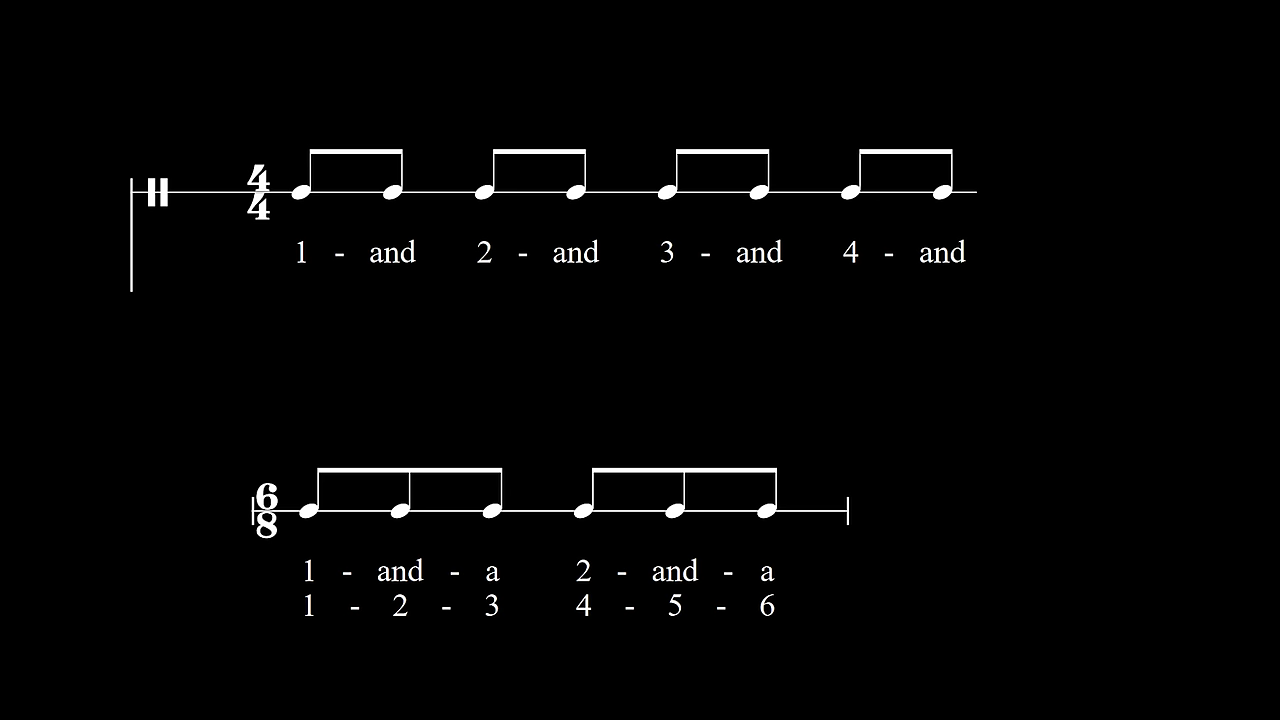 4
4
1 - and 2 - and 3 - and 4 - and
6
8
1 - and - a 2 - and - a
1 - 2 - 3 4 - 5 - 6